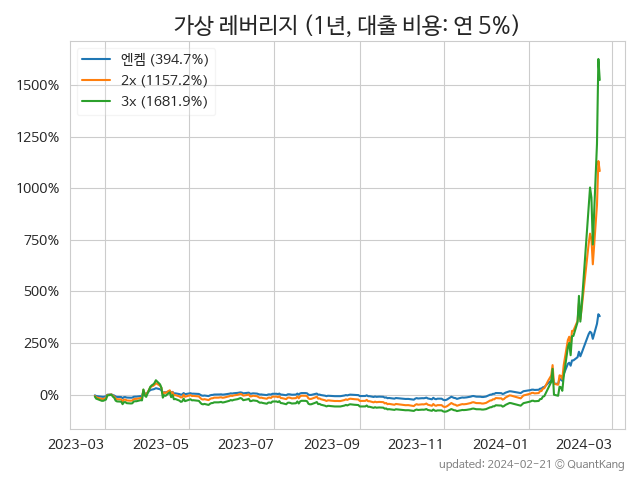 가상 레버리지 (1년, 대출 비용: 연 5%)
엔켐 (394.7%)
2x (1157.2%)
3x (1681.9%)
1500%
1250%
1000%
750%
500%
250%
0%
2023-03 2023-05 2023-07 2023-09 2023-11 2024-01 2024-03
updated: 2024-02-21 © QuantKang